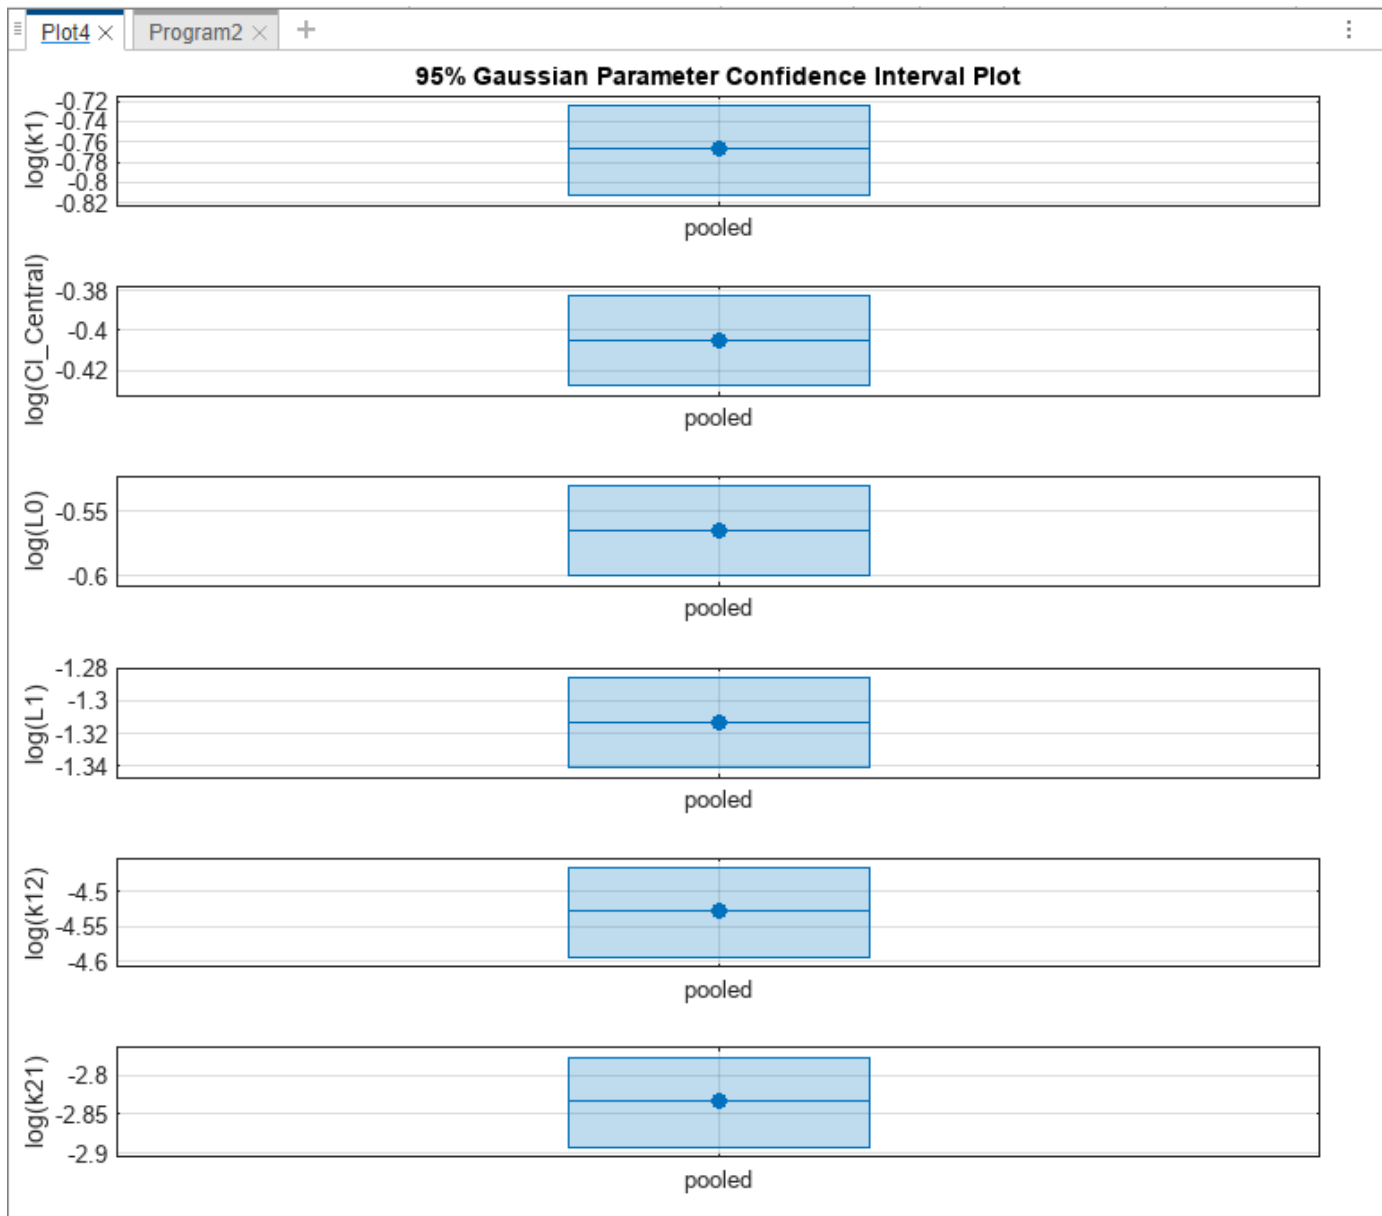 Plot4
Program2
95% Gaussian Parameter Confidence Interval Plot
log(k1)
-0.72
-0.74
-0.76
-0.78
-0.8
-0.82
pooled
log(Cl_Central)
-0.38
-0.4
-0.42
pooled
log(L0)
-0.55
-0.6
pooled
log(L1)
-1.28
-1.3
-1.32
-1.34
pooled
log(k12)
-4.5
-4.55
-4.6
pooled
log(k21)
-2.8
-2.85
-2.9
pooled